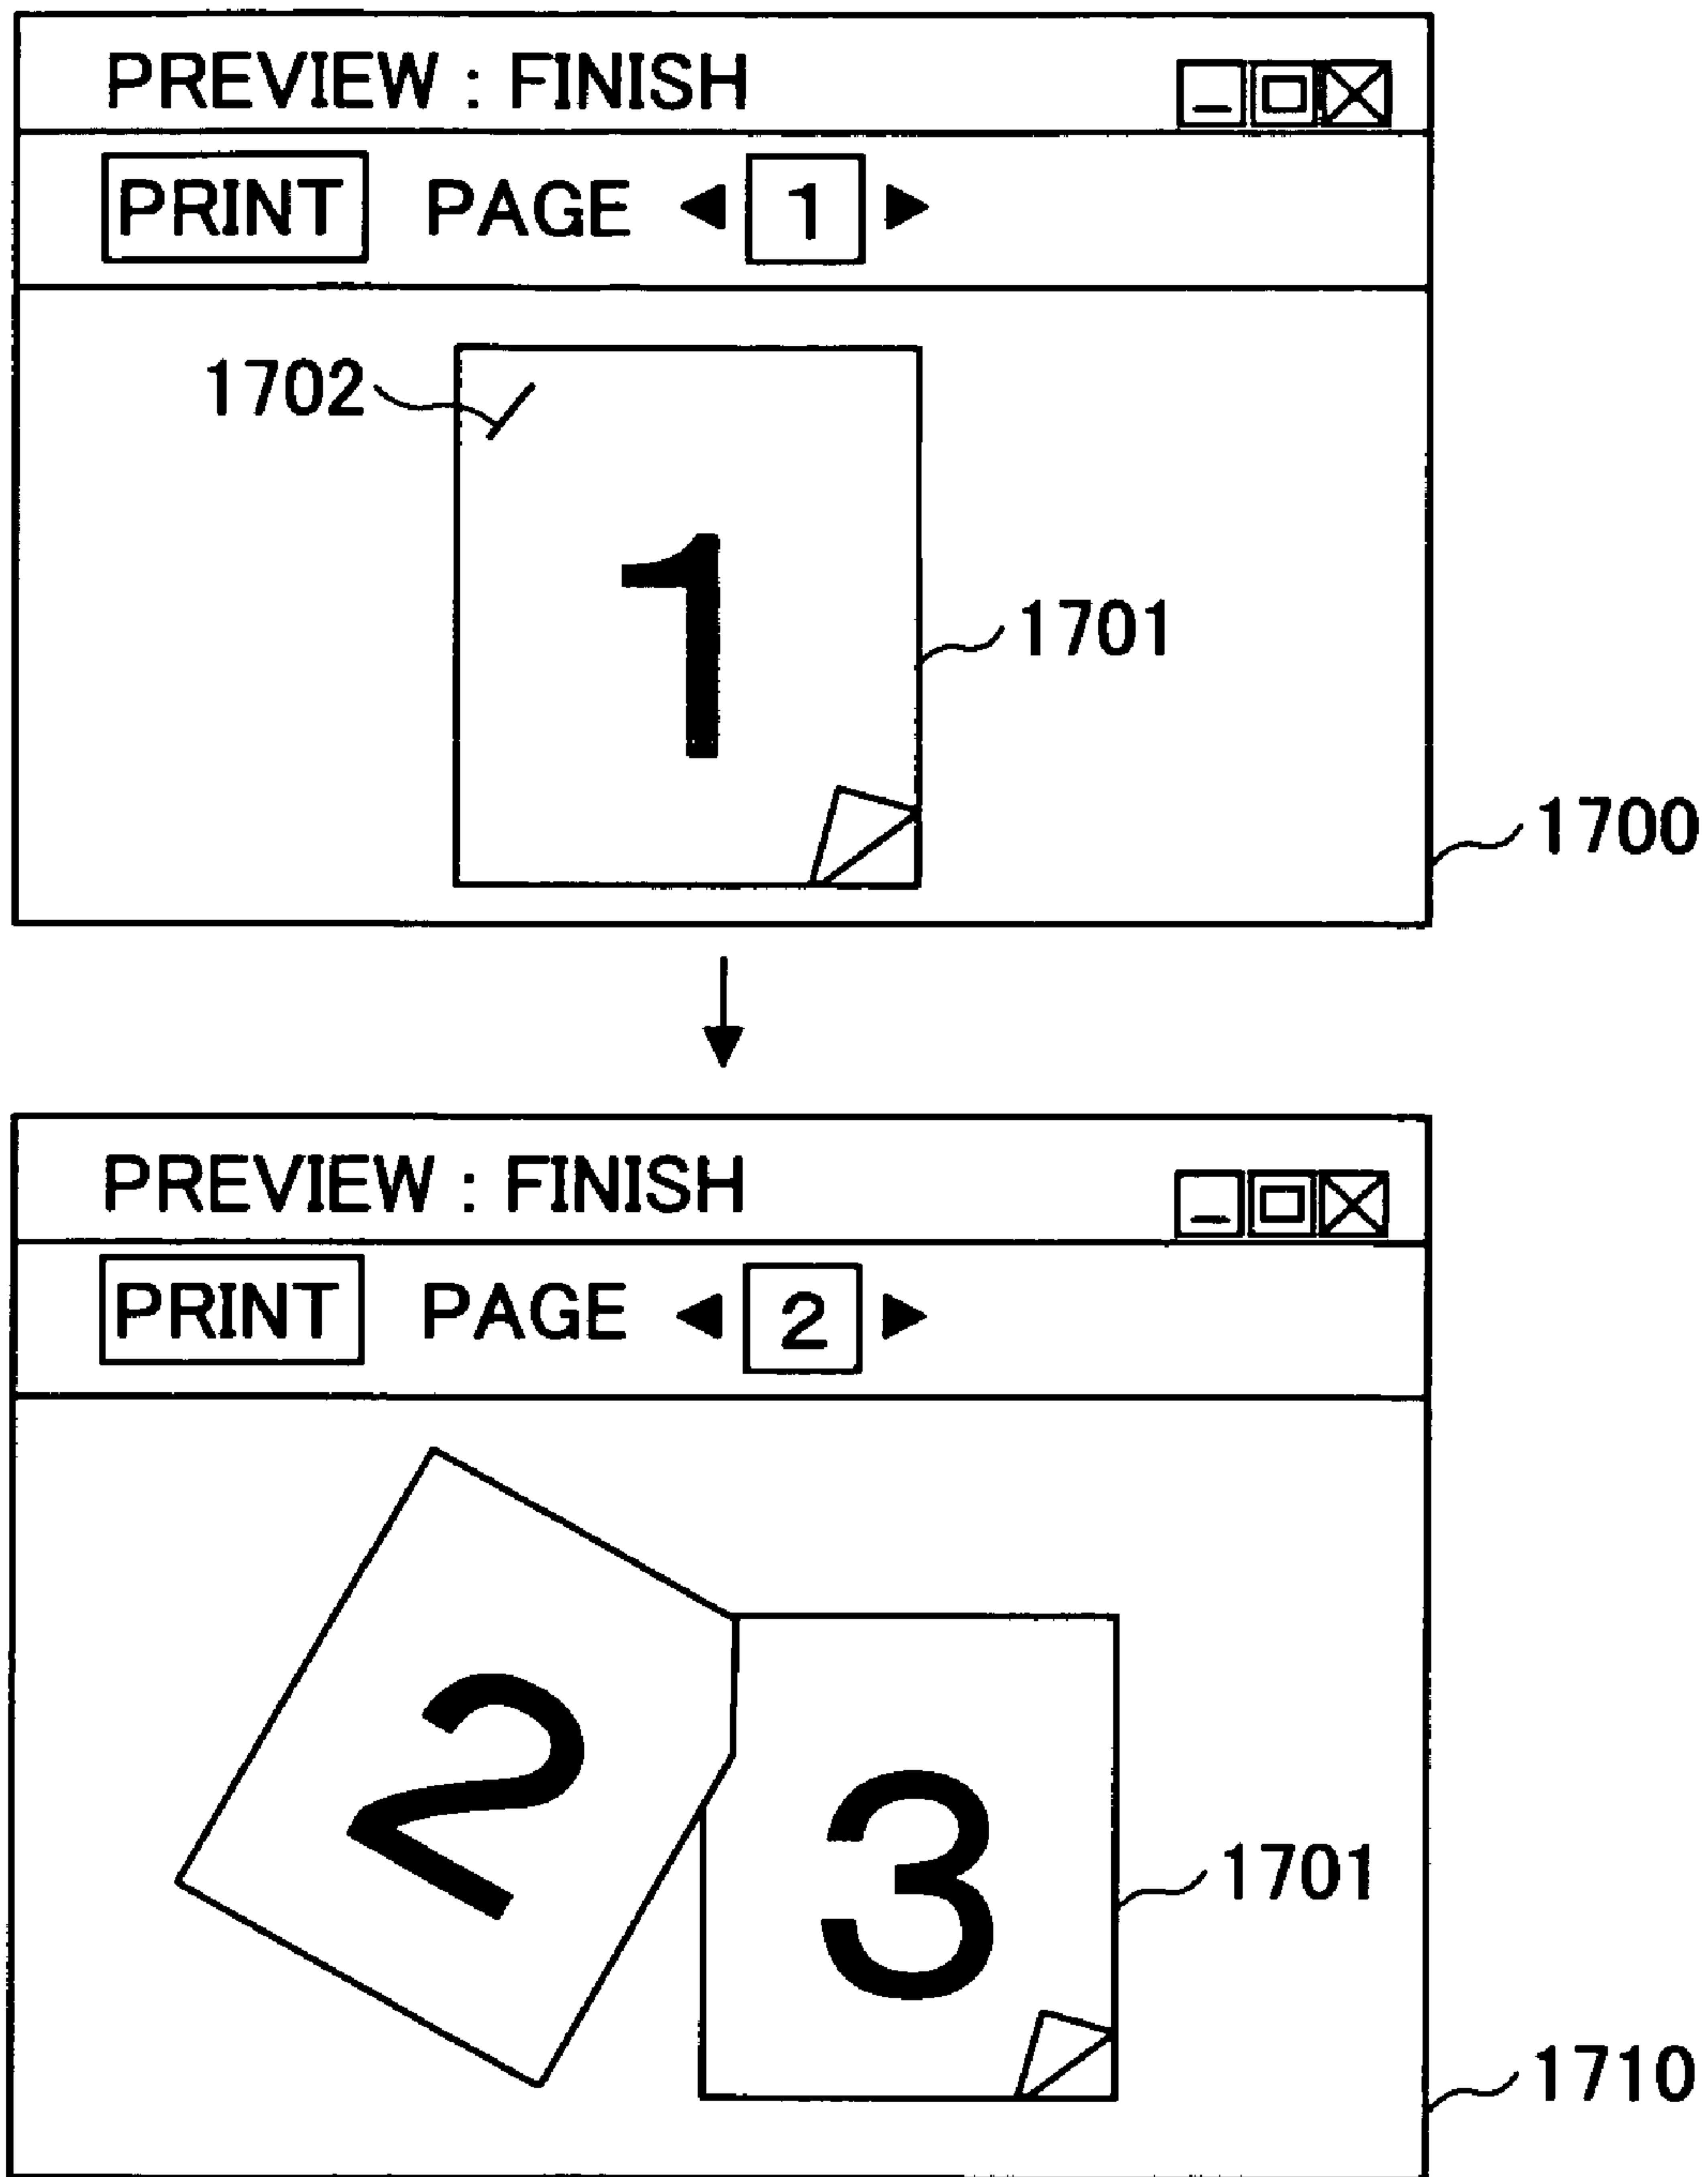 PREVIEW : FINISH
PRINT PAGE ◀ 1 ▶
1702
1
1701
1700
PREVIEW : FINISH
PRINT PAGE ◀ 2 ▶
2
3
1701
1710